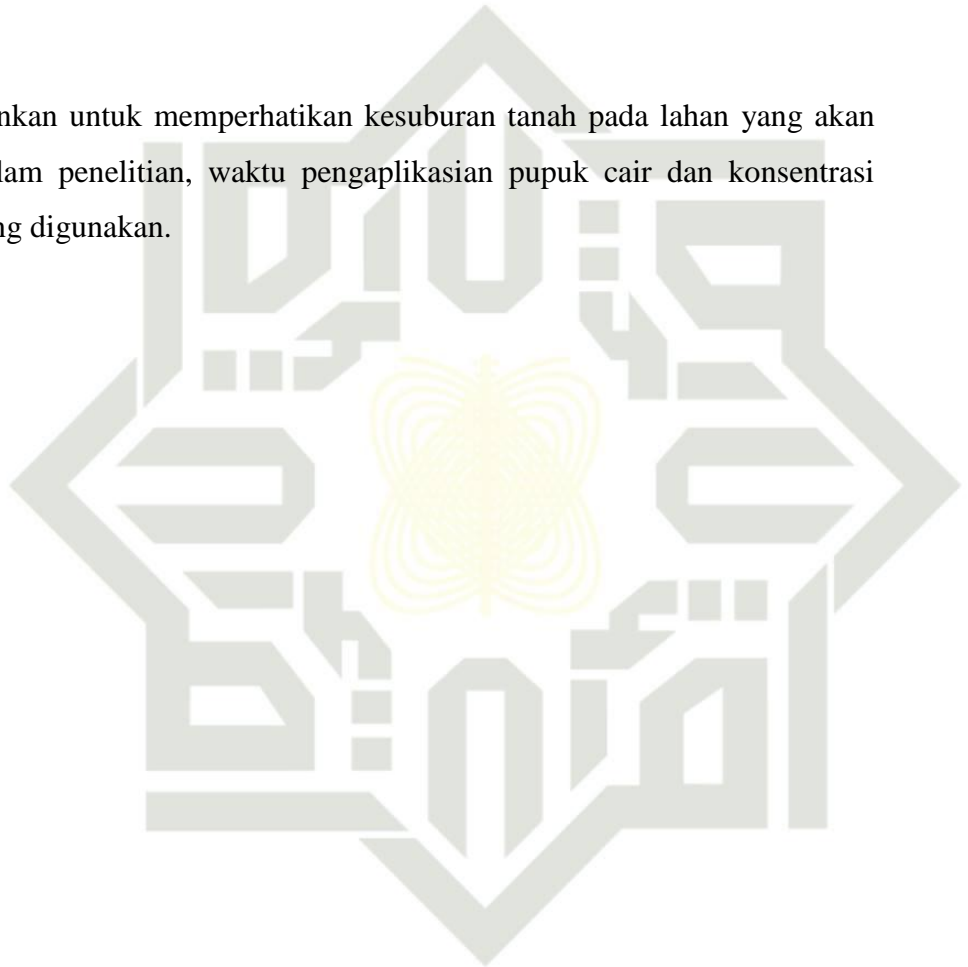 nkan untuk memperhatikan kesuburan tanah pada lahan yang akan
lam penelitian, waktu pengaplikasian pupuk cair dan konsentrasi
ng digunakan.